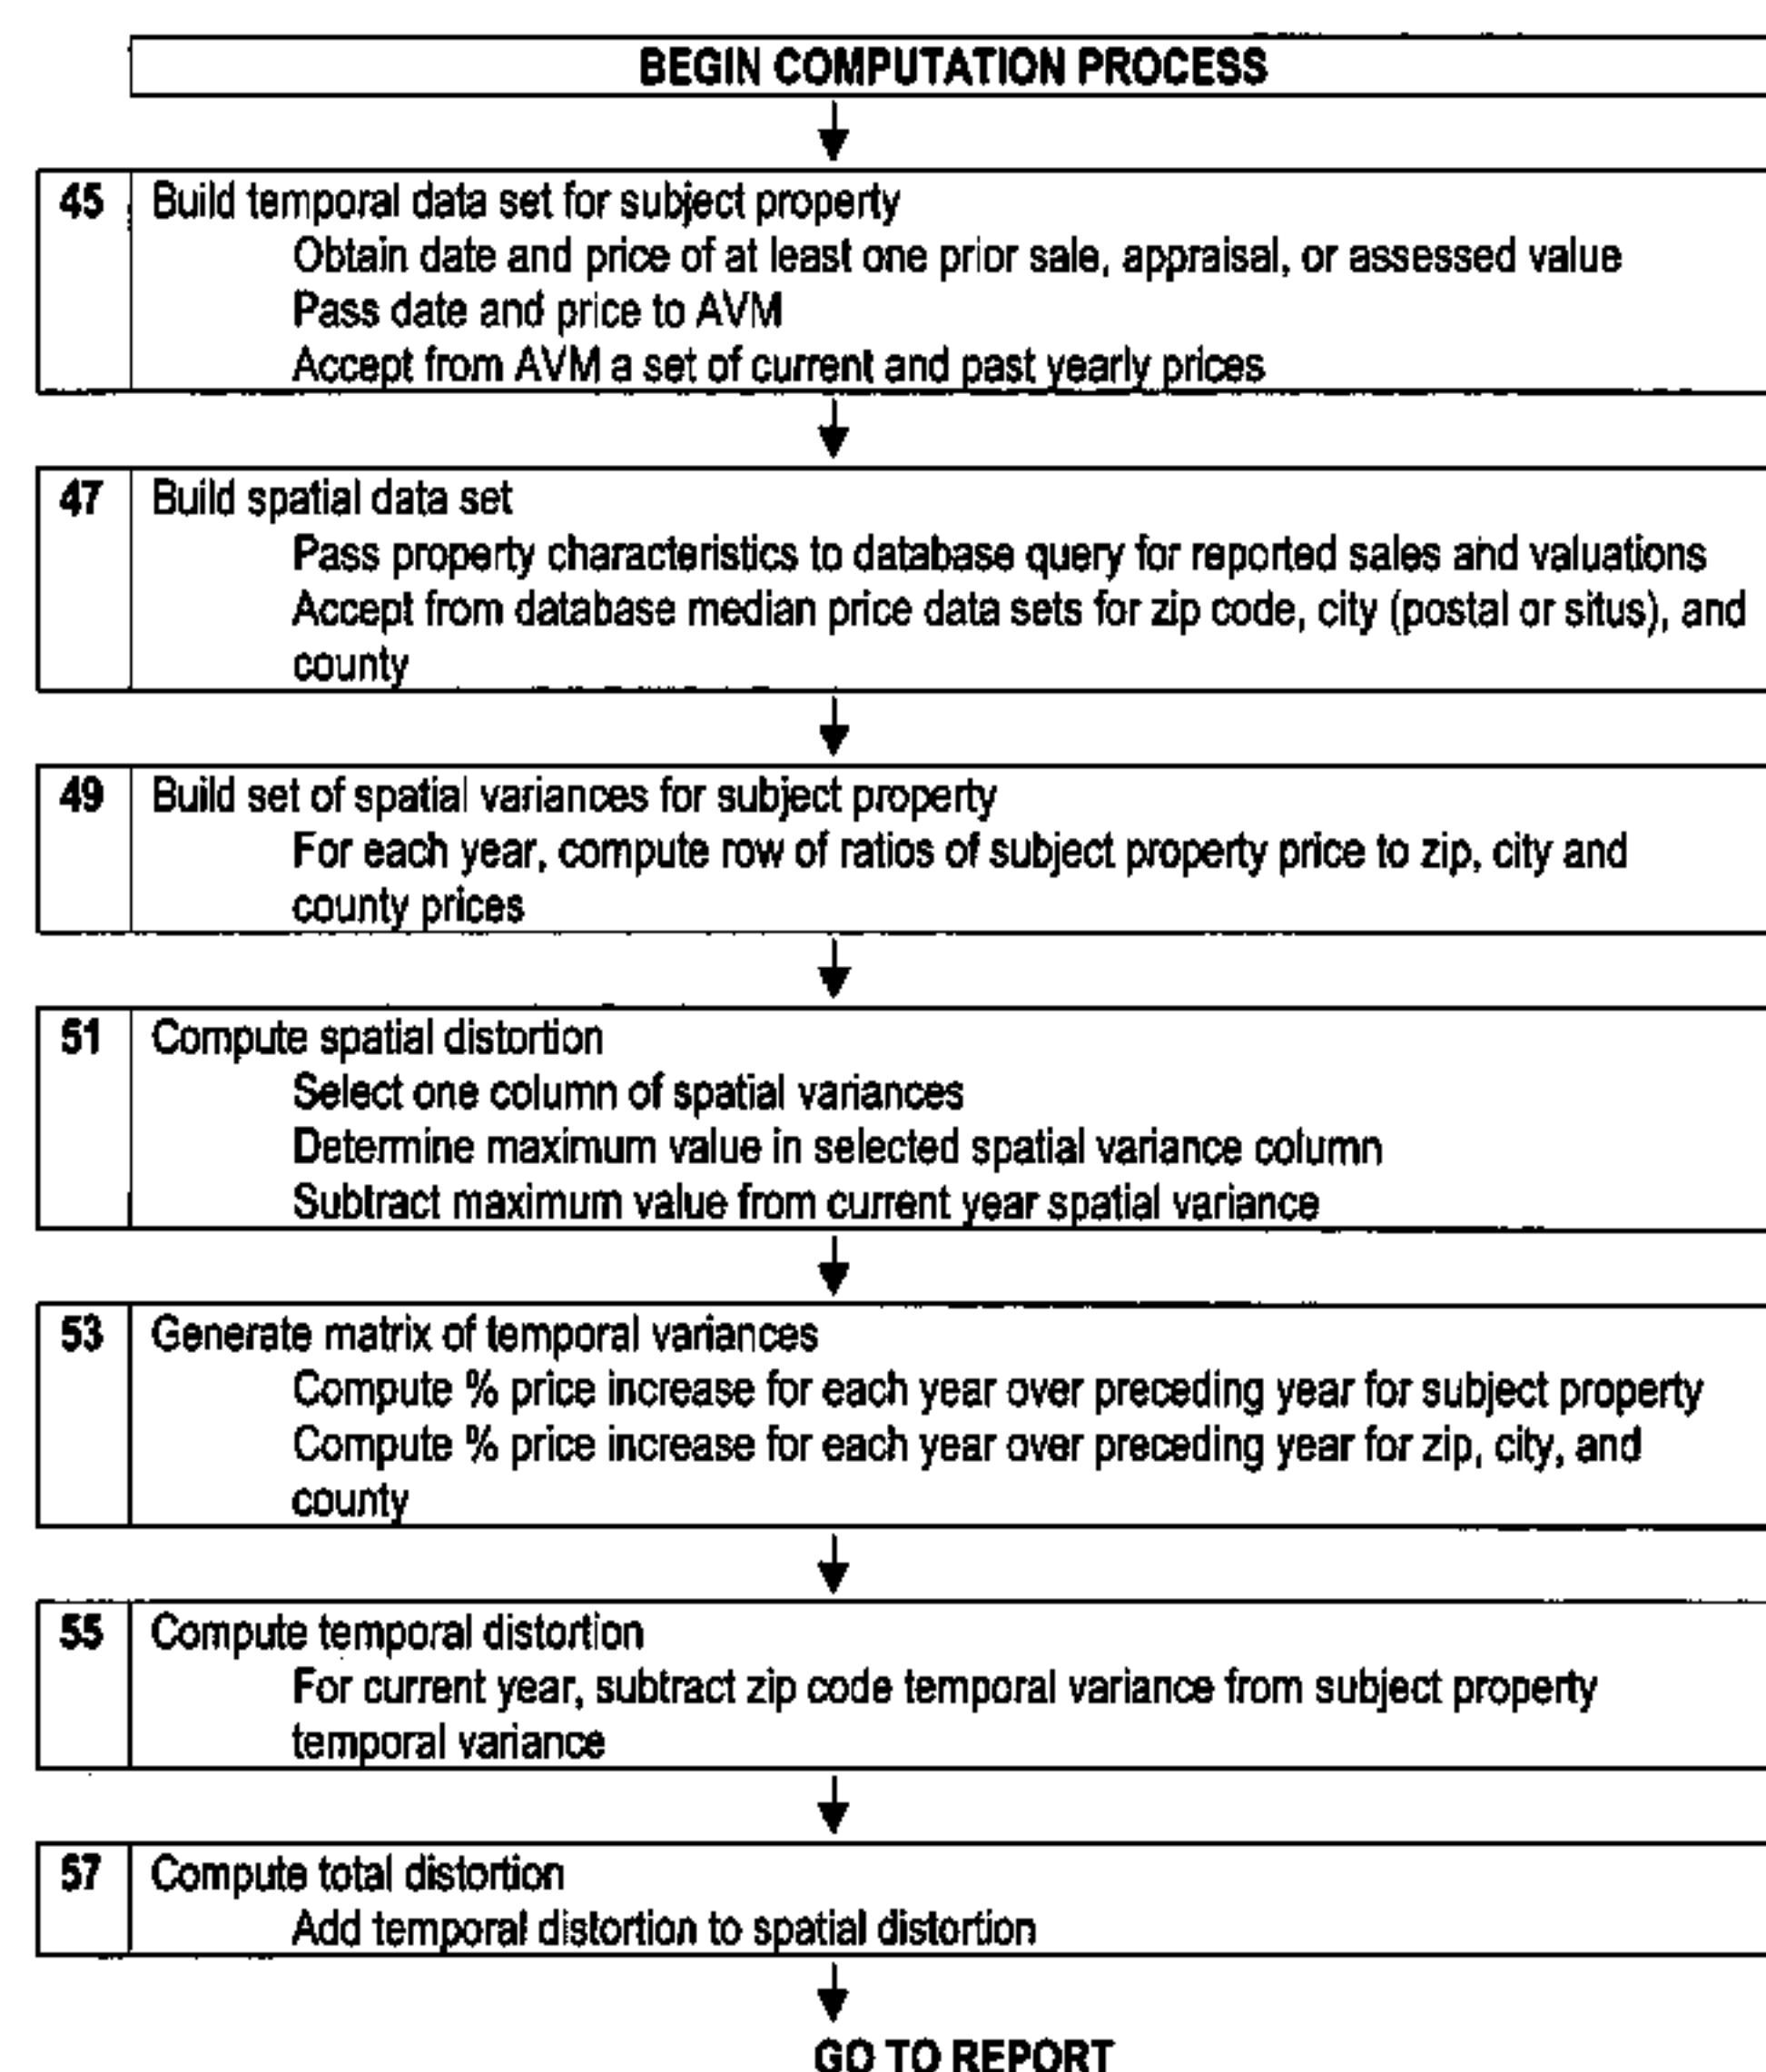 BEGIN COMPUTATION PROCESS
45 Build temporal data set for subject property
Obtain date and price of at least one prior sale, appraisal, or assessed value
Pass date and price to AVM
Accept from AVM a set of current and past yearly prices
47 Build spatial data set
Pass property characteristics to database query for reported sales and valuations
Accept from database median price data sets for zip code, city (postal or situs), and
county
49 Build set of spatial variances for subject property
For each year, compute row of ratios of subject property price to zip, city and
county prices
51 Compute spatial distortion
Select one column of spatial variances
Determine maximum value in selected spatial variance column
Subtract maximum value from current year spatial variance
53 Generate matrix of temporal variances
Compute % price increase for each year over preceding year for subject property
Compute % price increase for each year over preceding year for zip, city, and
county
55 Compute temporal distortion
For current year, subtract zip code temporal variance from subject property
temporal variance
57 Compute total distortion
Add temporal distortion to spatial distortion
GO TO REPORT